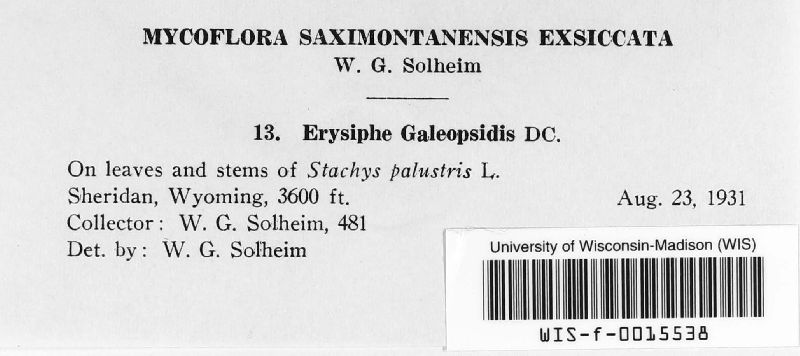 MYCOFLORA SAXIMONTANENSIS EXSICCATA
W. G. Solheim
13. Erysiphe Galeopsidis DC.
On leaves and stems of Stachys palustris L.
Sheridan, Wyoming, 3600 ft. Aug. 23, 1931
Collector: W. G. Solheim, 481
Det. by: W. G. Solheim
University of Wisconsin-Madison (WIS)
WIS-f-0015538